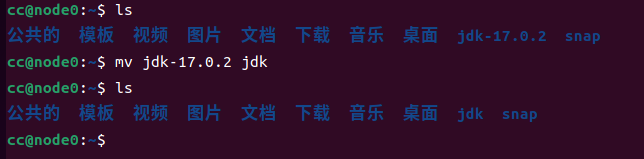 cc@node0:~$ ls
公共的 模板 视频 图片 文档 下载 音乐 桌面 jdk-17.0.2 snap
cc@node0:~$ mv jdk-17.0.2 jdk
cc@node0:~$ ls
公共的 模板 视频 图片 文档 下载 音乐 桌面 jdk snap
cc@node0:~$